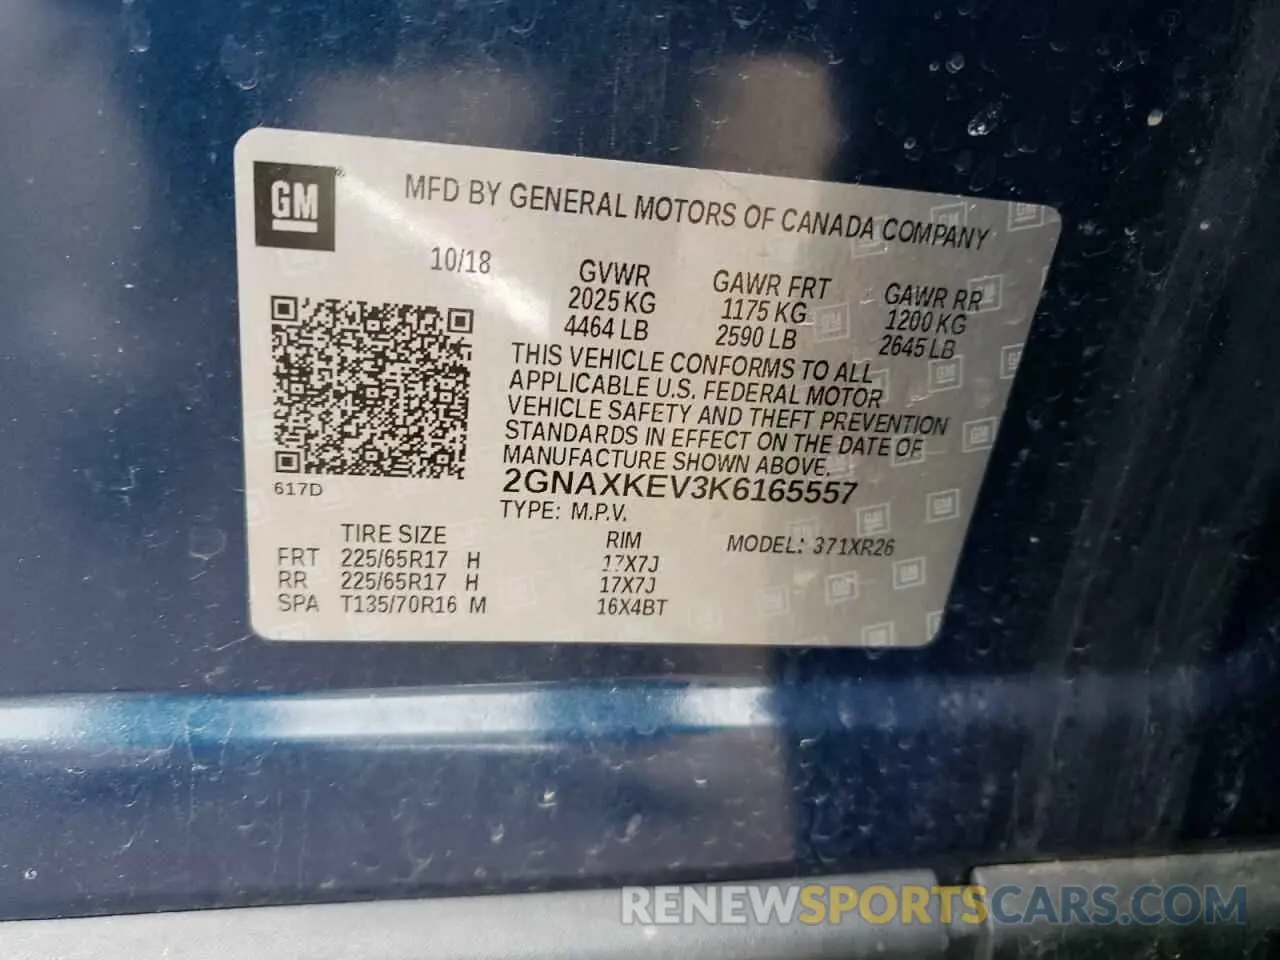 GM
MFD BY GENERAL MOTORS OF CANADA COMPANY
10/18
GVWR
2025 KG
4464 LB
GAWR FRT
1175 KG
2590 LB
GAWR RR
1200 KG
2645 LB
THIS VEHICLE CONFORMS TO ALL
APPLICABLE U.S. FEDERAL MOTOR
VEHICLE SAFETY AND THEFT PREVENTION
STANDARDS IN EFFECT ON THE DATE OF
MANUFACTURE SHOWN ABOVE.
617D
2GNAXKEV3K6165557
TYPE: M.P.V.
TIRE SIZE RIM MODEL: 371XR26
FRT 225/65R17 H 17X7J
RR 225/65R17 H 17X7J
SPA T135/70R16 M 16X4BT
RENEWSPORTSCARS.COM